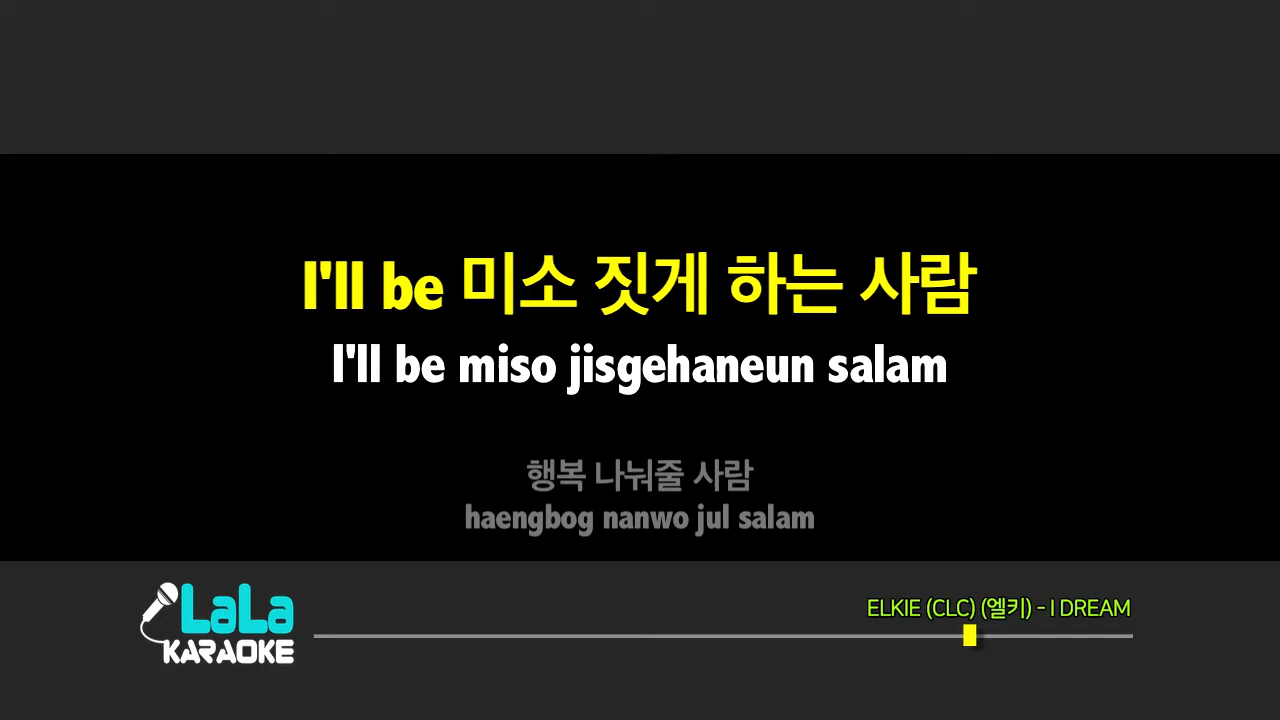 I'll be 미소 짓게 하는 사람
I'll be miso jisgehaneun salam
행복 나눠줄 사람
haengbog nanwo jul salam
LaLa
KARAOKE
ELKIE (CLC) (엘키) - I DREAM